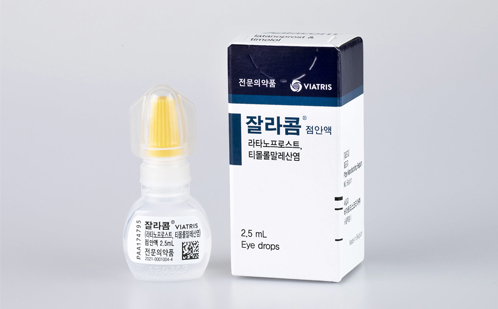 latanoprost &
timolol
전문의약품
VIATRIS
잘라콤® 점안액
라타노프로스트,
티몰롤말레산염
2.5 mL
Eye drops
잘라콤® VIATRIS
(라타노프로스트, 티몰롤말레산염)
점안액 2.5mL
전문의약품
PAA174795